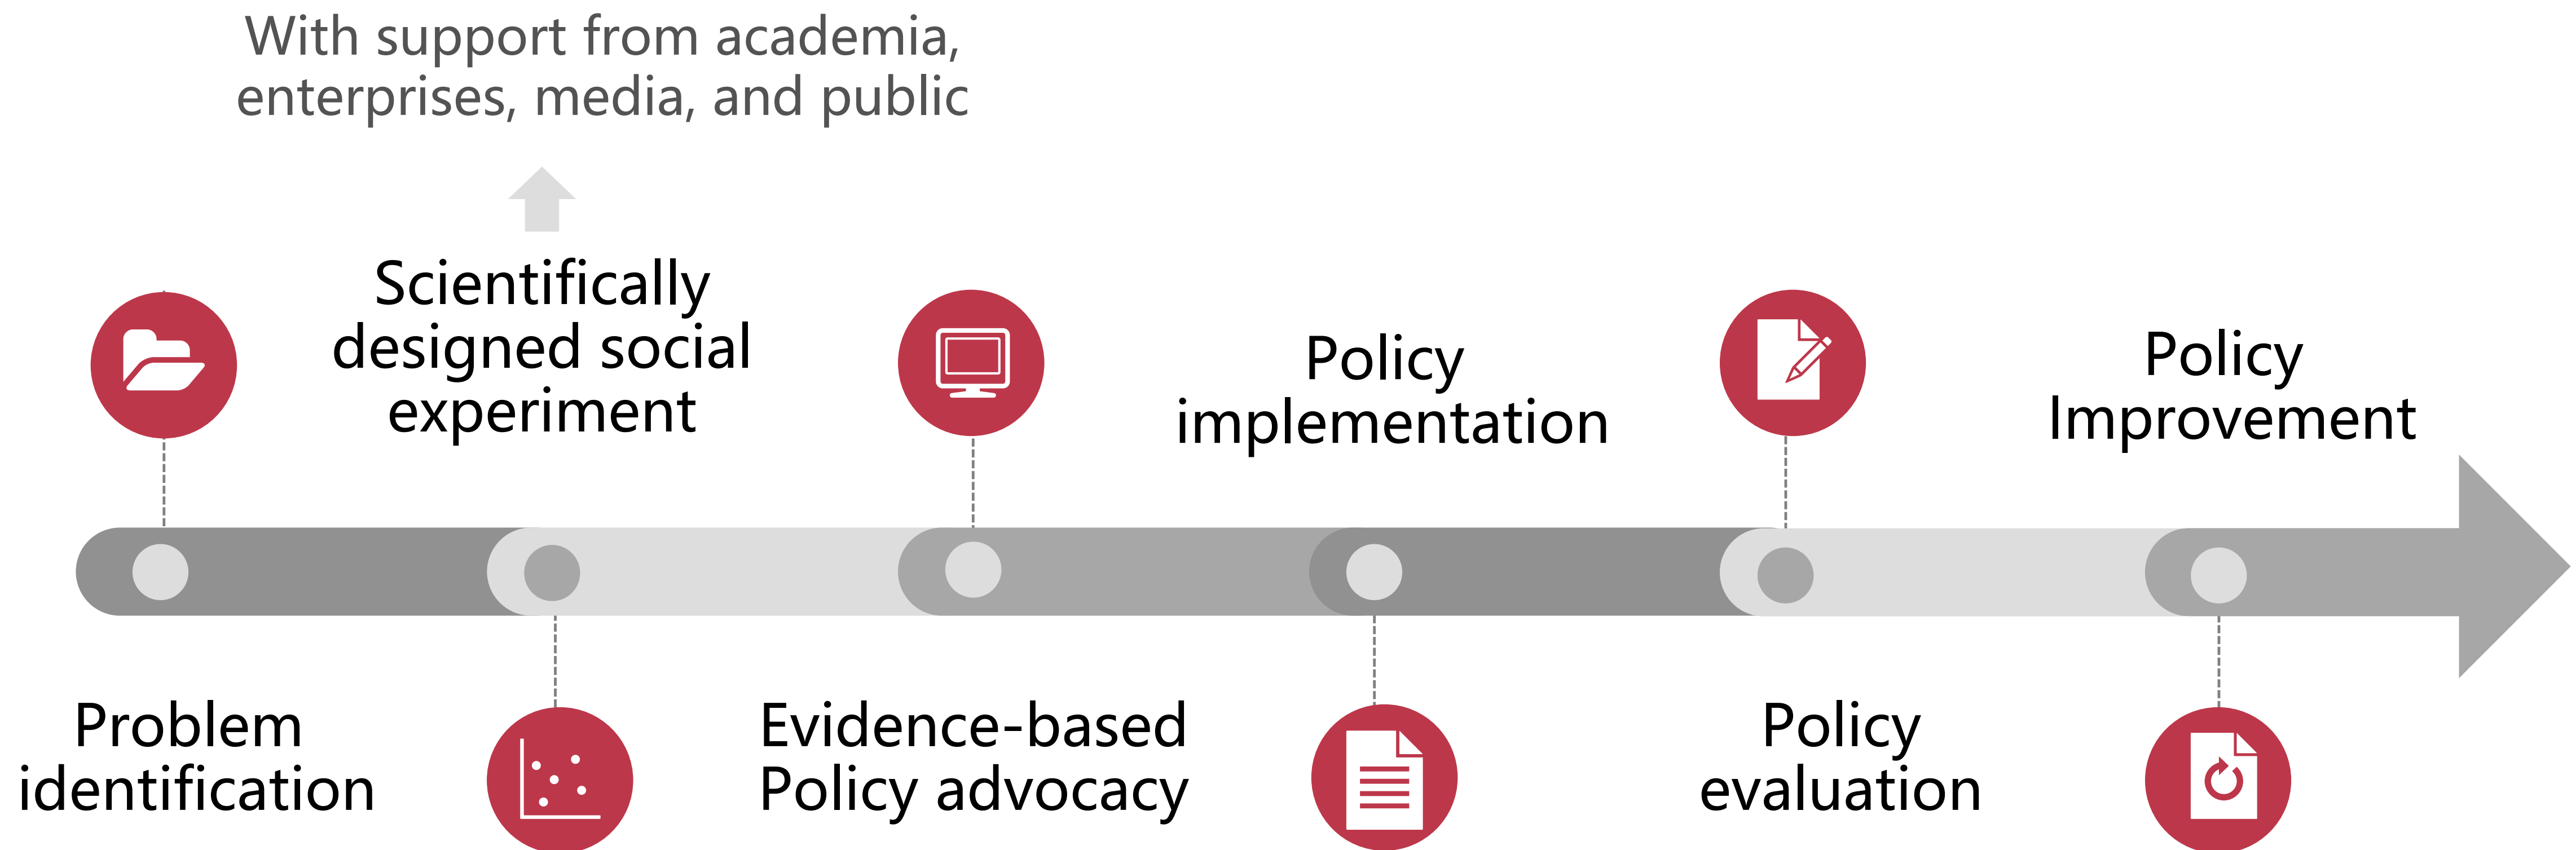 With support from academia,
enterprises, media, and public
Scientifically
designed social
experiment
Policy
implementation
Policy
Improvement
Problem
identification
Evidence-based
Policy advocacy
Policy
evaluation